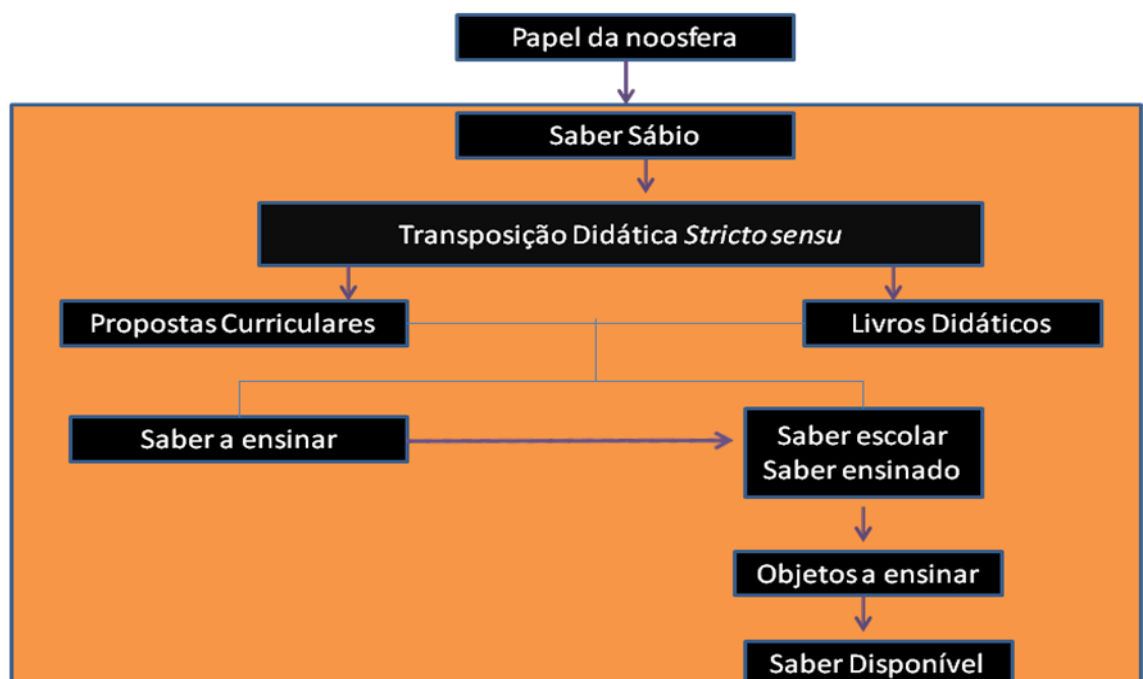 Papel da noosfera
Saber Sábio
Transposição Didática Stricto sensu
Propostas Curriculares
Livros Didáticos
Saber a ensinar
Saber escolar
Saber ensinado
Objetos a ensinar
Saber Disponível